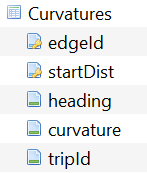 Curvatures
edgeId
startDist
heading
curvature
tripId